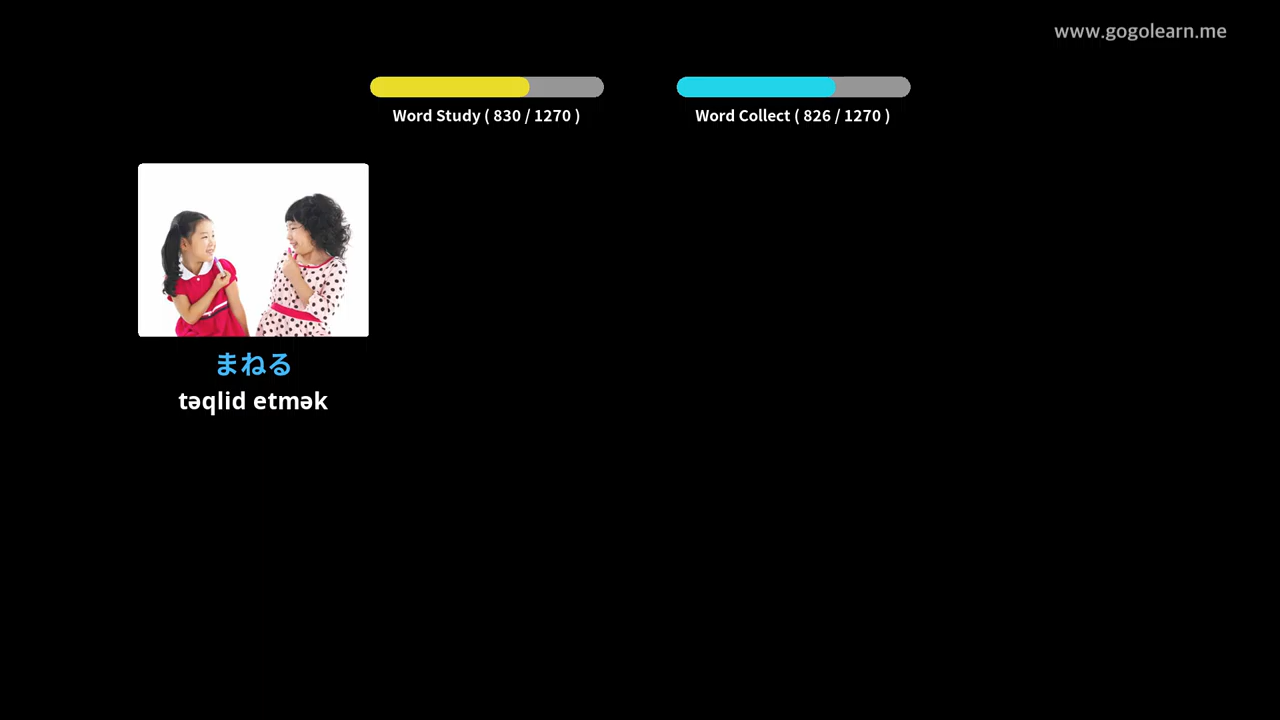 www.gogolearn.me
Word Study ( 830 / 1270 )
Word Collect ( 826 / 1270 )
まねる
təqlid etmək